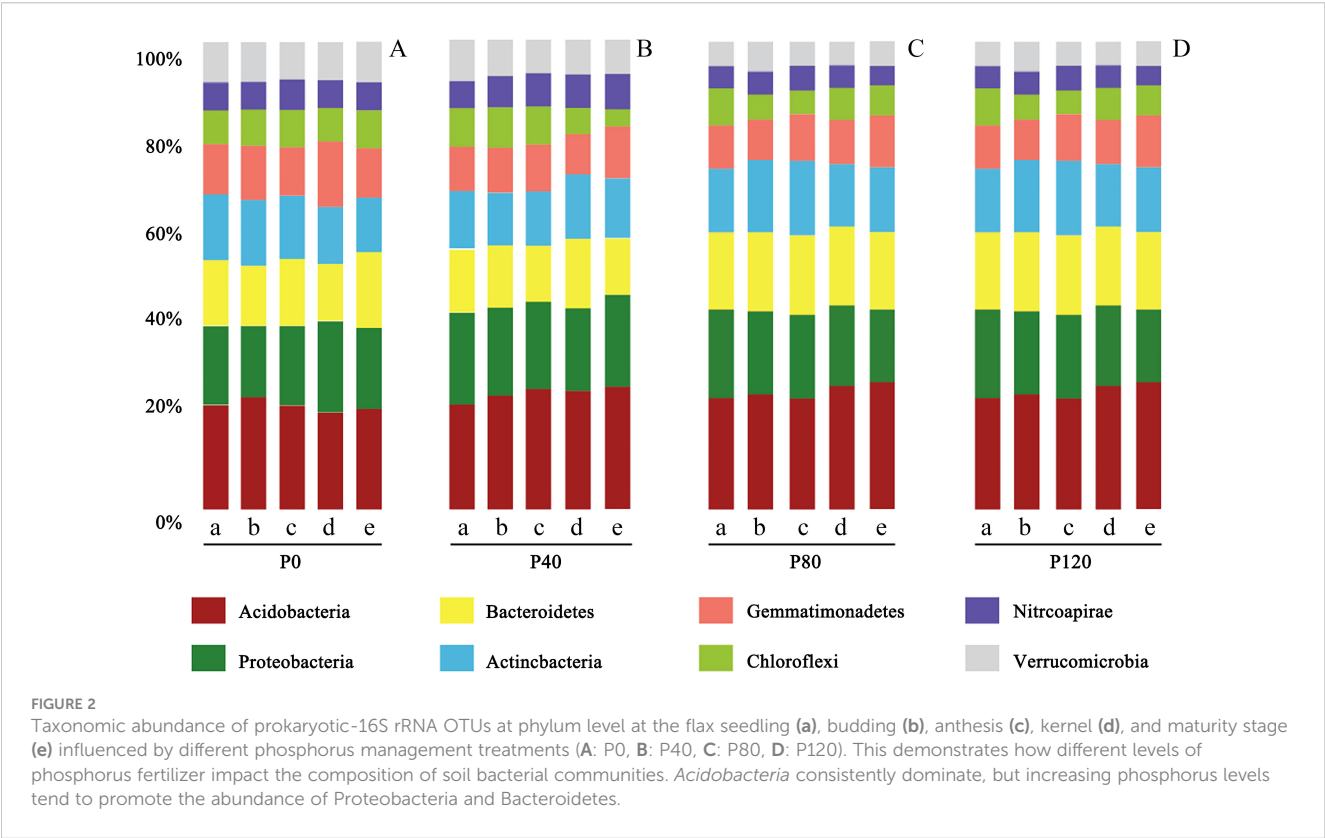 100%
80%
60%
40%
20%
0%
A
B
C
D
a b c d e
a b c d e
a b c d e
a b c d e
P0
P40
P80
P120
Acidobacteria
Bacteroidetes
Gemmatimonadetes
Nitrcoapirae
Proteobacteria
Actincbacteria
Chloroflexi
Verrucomicrobia
FIGURE 2
Taxonomic abundance of prokaryotic-16S rRNA OTUs at phylum level at the flax seedling (a), budding (b), anthesis (c), kernel (d), and maturity stage
(e) influenced by different phosphorus management treatments (A: P0, B: P40, C: P80, D: P120). This demonstrates how different levels of
phosphorus fertilizer impact the composition of soil bacterial communities. Acidobacteria consistently dominate, but increasing phosphorus levels
tend to promote the abundance of Proteobacteria and Bacteroidetes.